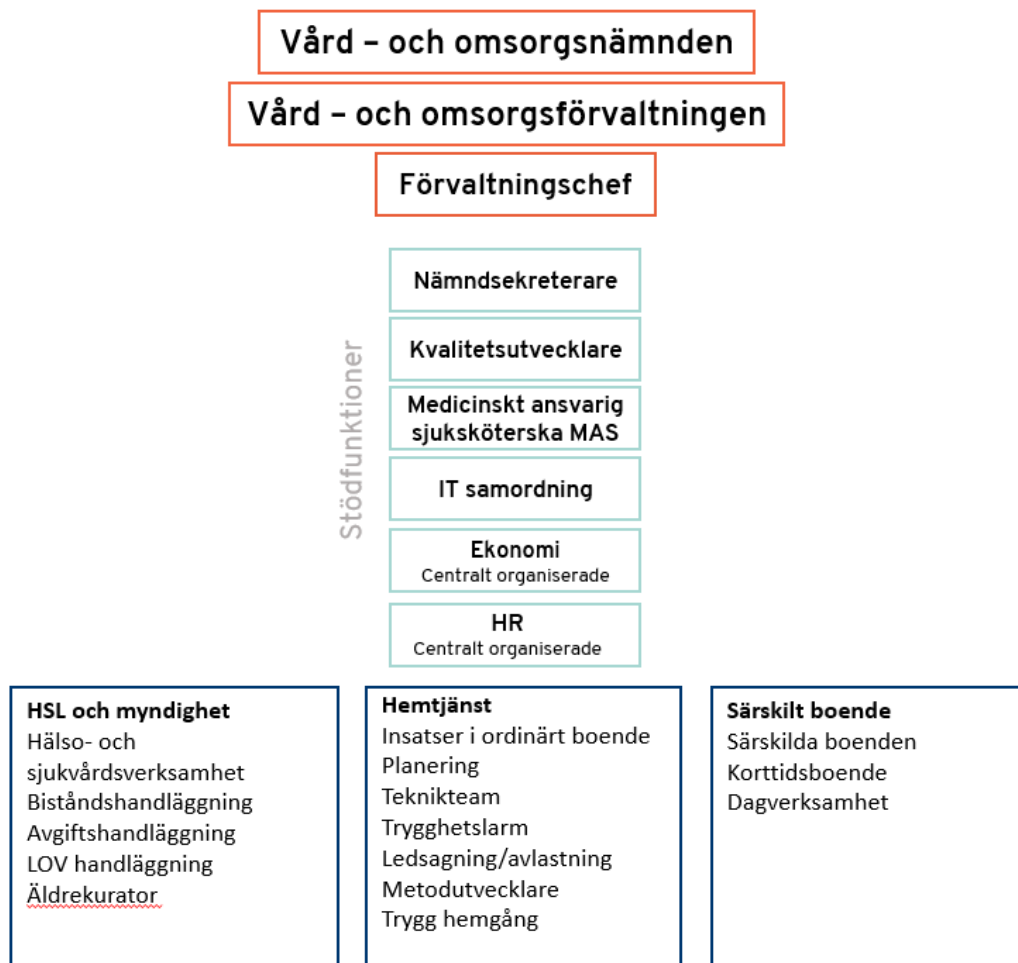 Vård – och omsorgsnämnden
Vård – och omsorgsförvaltningen
Förvaltningschef
Stödfunktioner
Nämndsekreterare
Kvalitetsutvecklare
Medicinskt ansvarig
sjuksköterska MAS
IT samordning
Ekonomi
Centralt organiserade
HR
Centralt organiserade
HSL och myndighet
Hälso- och
sjukvårdsverksamhet
Biståndshandläggning
Avgiftshandläggning
LOV handläggning
Äldrekurator
Hemtjänst
Insatser i ordinärt boende
Planering
Teknikteam
Trygghetslarm
Ledsagning/avlastning
Metodutvecklare
Trygg hemgång
Särskilt boende
Särskilda boenden
Korttidsboende
Dagverksamhet